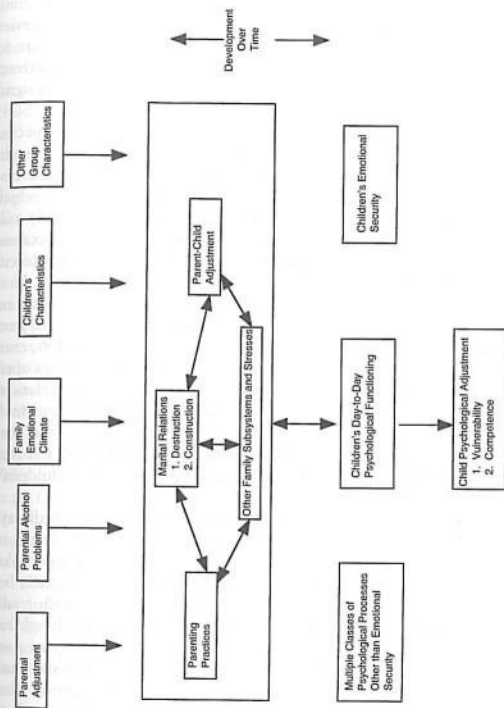 Parental
Adjustment
Parental Alcohol
Problems
Family
Emotional
Climate
Children's
Characteristics
Other
Group
Characteristics
Parenting
Practices
Marital Relations
1. Destruction
2. Construction
Parent-Child
Adjustment
Other Family Subsystems and Stresses
Development
Over
Time
Multiple Classes of
Psychological Processes
Other than Emotional
Security
Children's Day-to-Day
Psychological Functioning
Children's Emotional
Security
Child Psychological Adjustment
1. Vulnerability
2. Competence